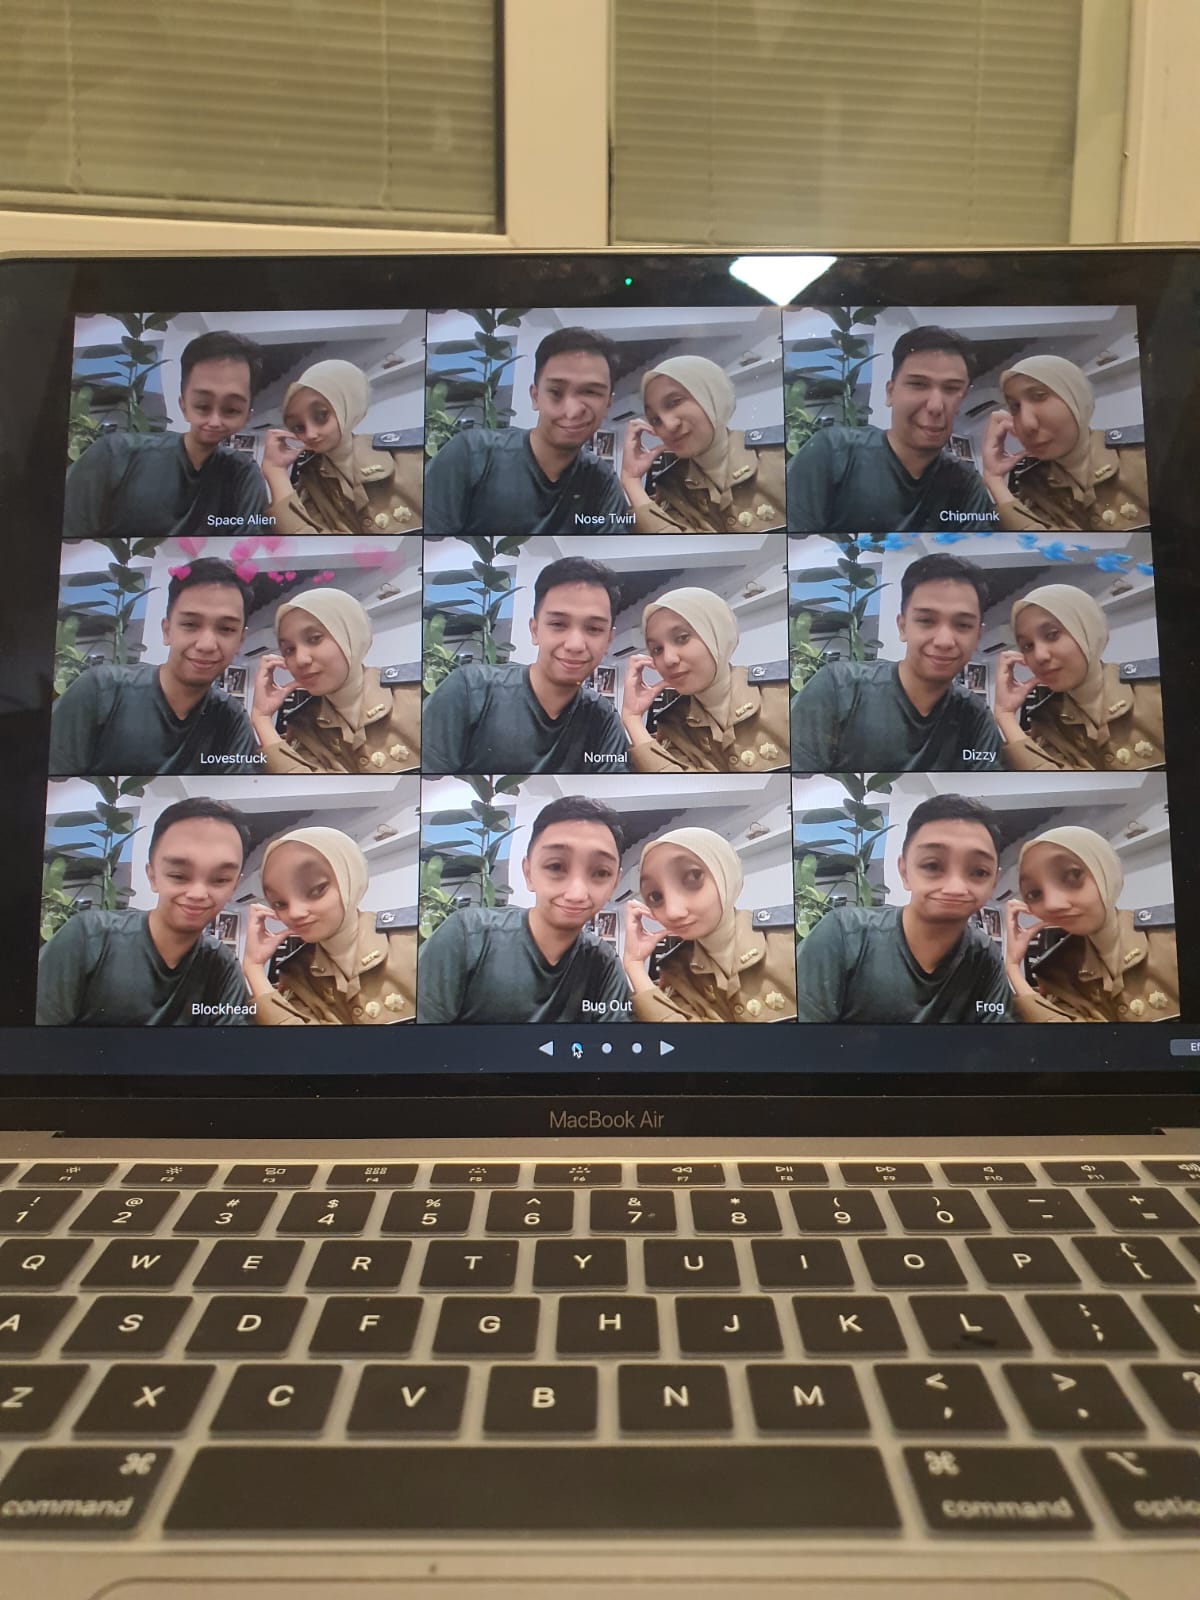 Space Alien
Nose Twirl
Chipmunk
Lovestruck
Normal
Dizzy
Blockhead
Bug Out
Frog
MacBook Air
F1 F2 F3 F4 F5 F6 F7 F8 F9 F10 F11
! @ # $ % ^ & * ( ) — +
1 2 3 4 5 6 7 8 9 0 - =
Q W E R T Y U I O P { [
A S D F G H J K L : ;
Z X C V B N M < , > . ?
⌘ ⌘ ⌥
command command